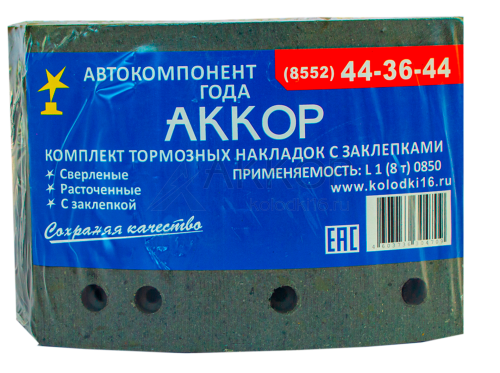 АВТОКОМПОНЕНТ
ГОДА
(8552) 44-36-44
АККОР
КОМПЛЕКТ ТОРМОЗНЫХ НАКЛАДОК С ЗАКЛЕПКАМИ
Сверленые
Расточенные
С заклепкой
ПРИМЕНЯЕМОСТЬ: L 1 (8 т) 0850
www.kolodki16.ru
Сохраняя качество
EAC